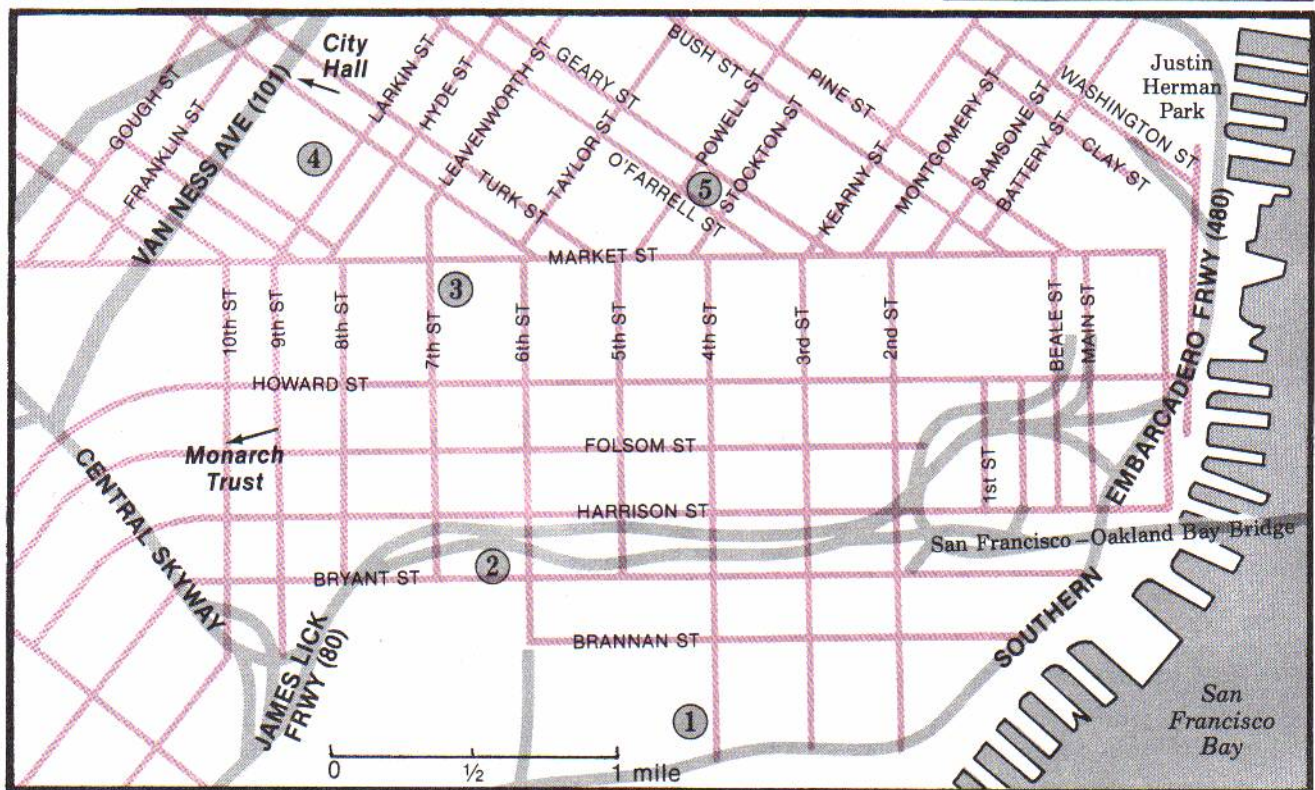 City
Hall
GOUGH ST
FRANKLIN ST
VAN NESS AVE (101)
LARKIN ST
HYDE ST
LEAVENWORTH ST
GEARY ST
TAYLOR ST
TURK ST
O'FARRELL ST
BUSH ST
POWELL ST
STOCKTON ST
PINE ST
KEARNY ST
MONTGOMERY ST
SAMSONE ST
BATTERY ST
WASHINGTON ST
CLAY ST
Justin
Herman
Park
4
5
3
MARKET ST
10th ST
9th ST
8th ST
7th ST
6th ST
5th ST
4th ST
3rd ST
2nd ST
BEALE ST
MAIN ST
EMBARCADERO FRWY (480)
HOWARD ST
Monarch
Trust
FOLSOM ST
1st ST
CENTRAL SKYWAY
HARRISON ST
San Francisco–Oakland Bay Bridge
2
BRYANT ST
BRANNAN ST
SOUTHERN
JAMES LICK
FRWY (80)
1
San
Francisco
Bay
0 ½ 1 mile